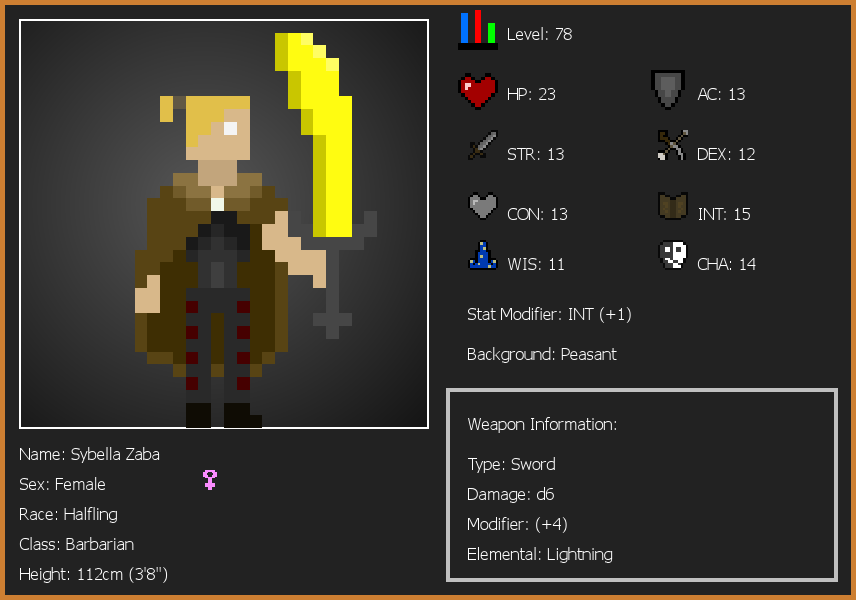 Level: 78
HP: 23
AC: 13
STR: 13
DEX: 12
CON: 13
INT: 15
WIS: 11
CHA: 14
Stat Modifier: INT (+1)
Background: Peasant
Weapon Information:
Type: Sword
Damage: d6
Modifier: (+4)
Elemental: Lightning
Name: Sybella Zaba
Sex: Female
Race: Halfling
Class: Barbarian
Height: 112cm (3'8")